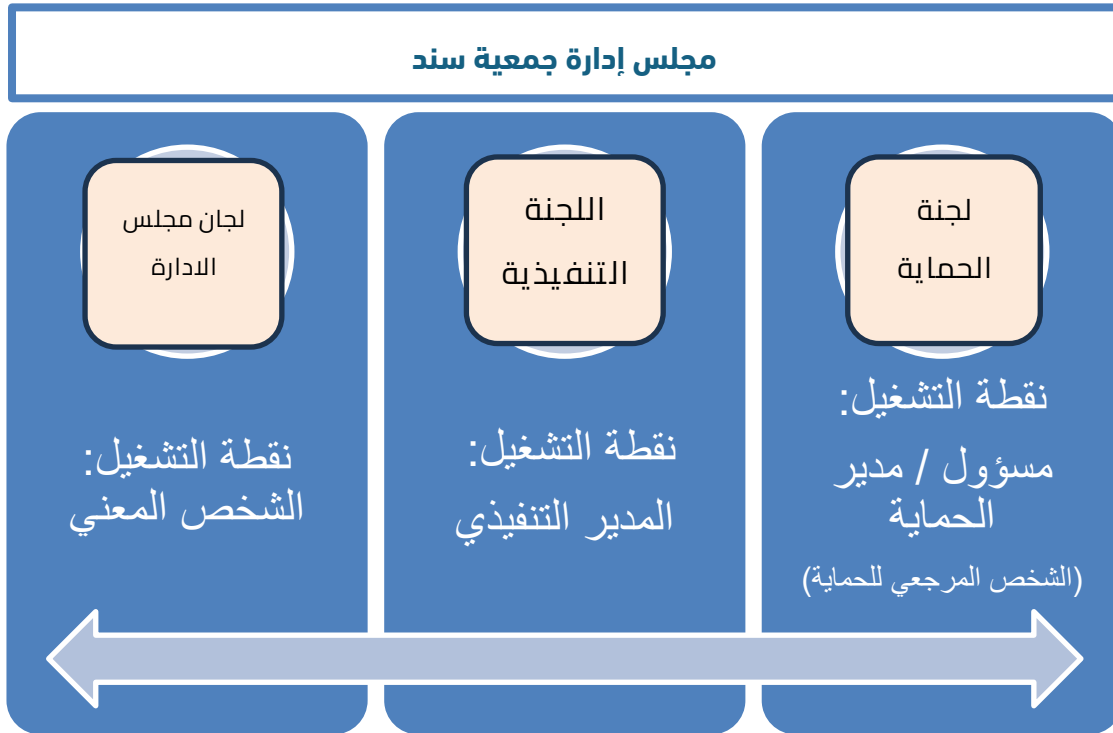 مجلس إدارة جمعية سند
لجنة
الحماية
نقطة التشغيل:
مسؤول / مدير
الحماية
(الشخص المرجعي للحماية)
اللجنة
التنفيذية
نقطة التشغيل:
المدير التنفيذي
لجان مجلس
الادارة
نقطة التشغيل:
الشخص المعني